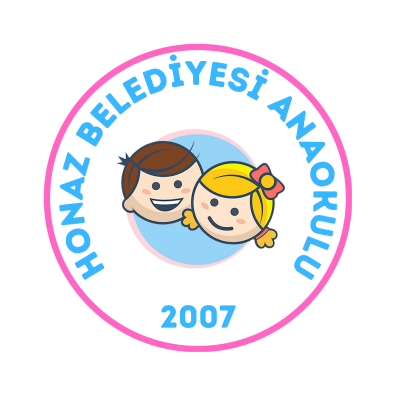 HONAZ BELEDİYESİ ANAOKULU
2007